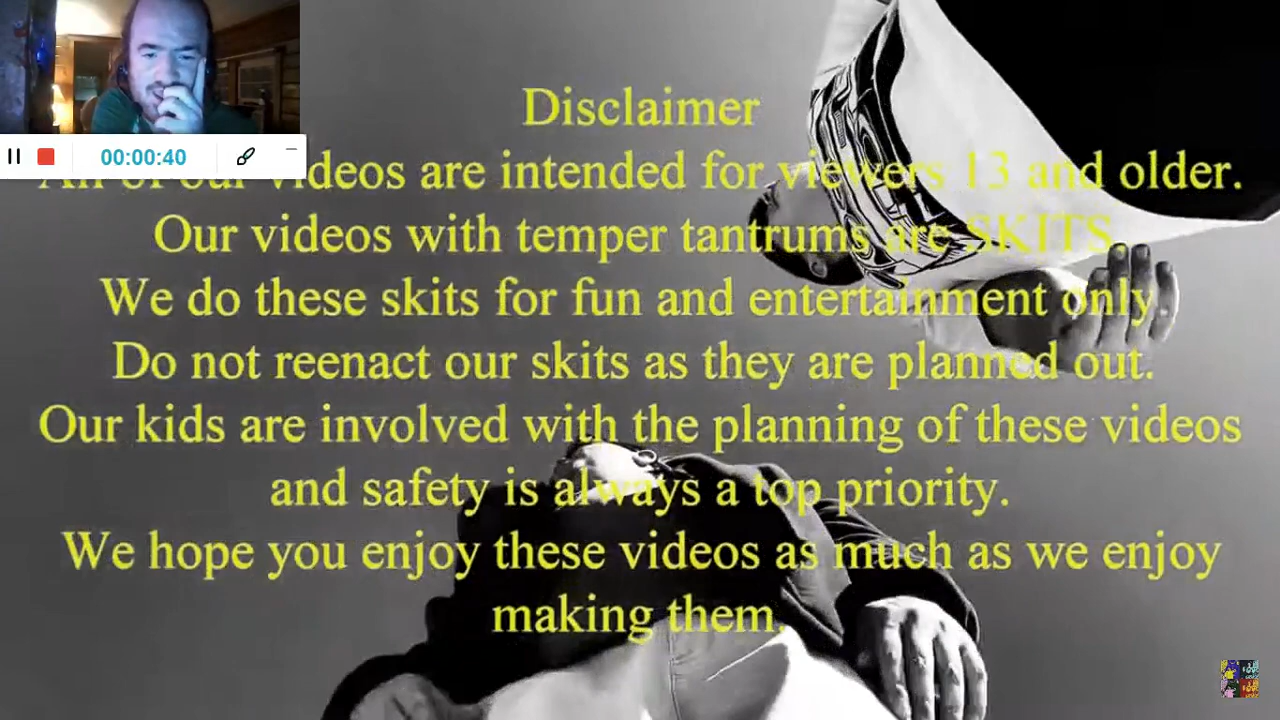 Disclaimer
00:00:40
All of our videos are intended for viewers 13 and older.
Our videos with temper tantrums are SKITS.
We do these skits for fun and entertainment only.
Do not reenact our skits as they are planned out.
Our kids are involved with the planning of these videos
and safety is always a top priority.
We hope you enjoy these videos as much as we enjoy
making them.